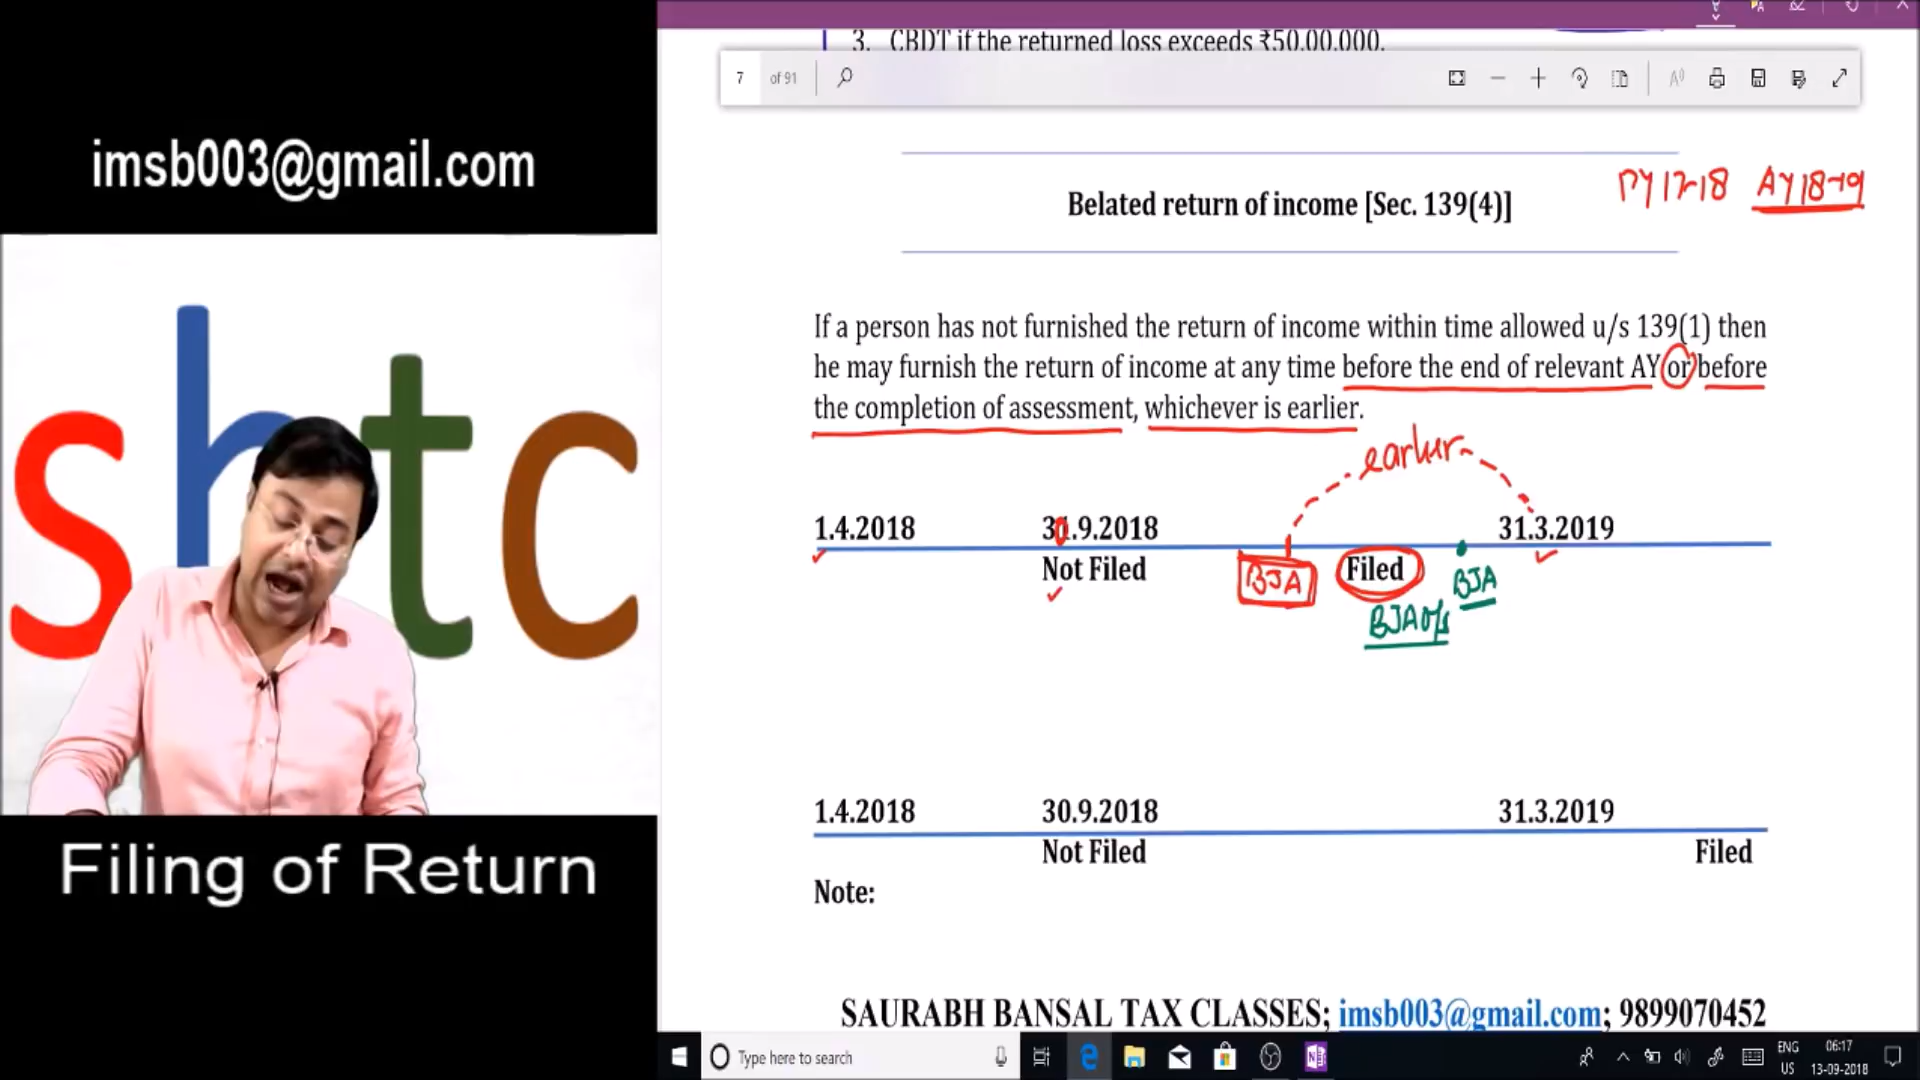 imsb003@gmail.com
shtc
Filing of Return
3. CBDT if the returned loss exceeds ₹50,00,000.
7 of 91
Belated return of income [Sec. 139(4)]
PY 17-18 AY 18-19
If a person has not furnished the return of income within time allowed u/s 139(1) then
he may furnish the return of income at any time before the end of relevant AY or before
the completion of assessment, whichever is earlier.
earlier
1.4.2018 30.9.2018 31.3.2019
Not Filed BJA Filed BJA
BJA o/s
1.4.2018 30.9.2018 31.3.2019
Not Filed Filed
Note:
SAURABH BANSAL TAX CLASSES; imsb003@gmail.com; 9899070452
Type here to search
ENG
US
06:17
13-09-2018